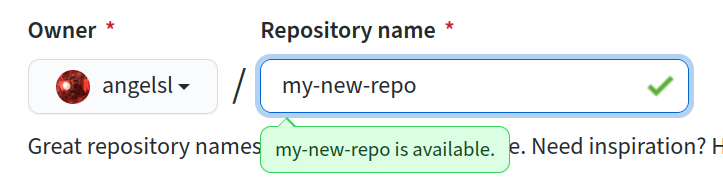 Owner *
Repository name *
angelsl
/
my-new-repo
Great repository names
e. Need inspiration? H
my-new-repo is available.